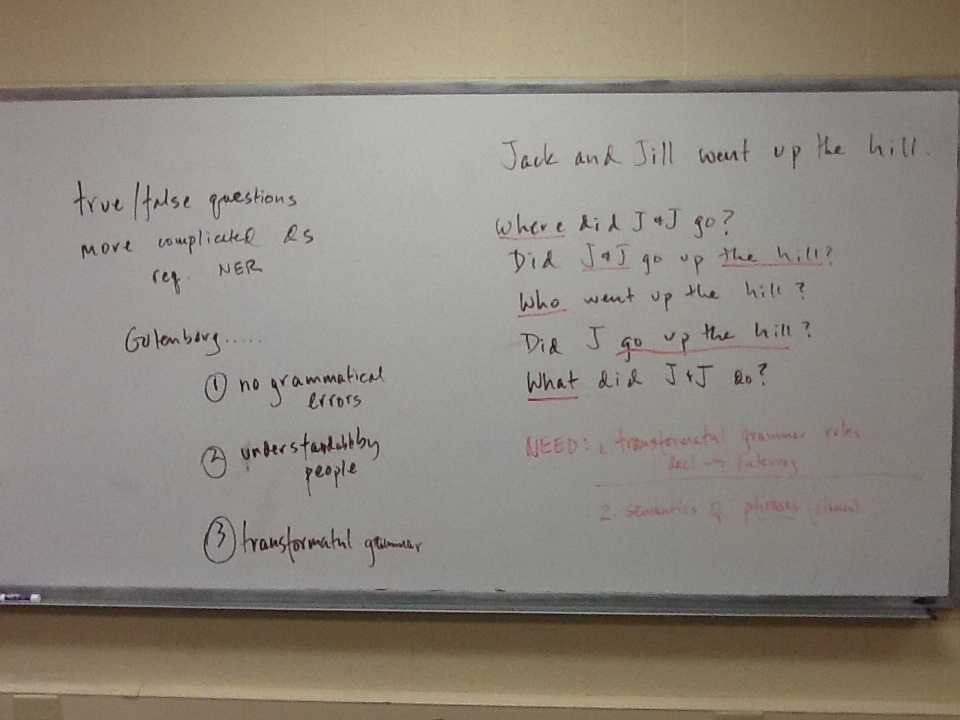 true/false questions
more complicated Qs
req. NER
Gutenberg.....
① no grammatical
errors
② understandable by
people
③ transformatnl grammar
Jack and Jill went up the hill.
Where did J & J go?
Did J & J go up the hill?
Who went up the hill?
Did J go up the hill?
What did J & J do?
NEED: transformatnl grammar rules
decl → interrog
2 semantics of phrases